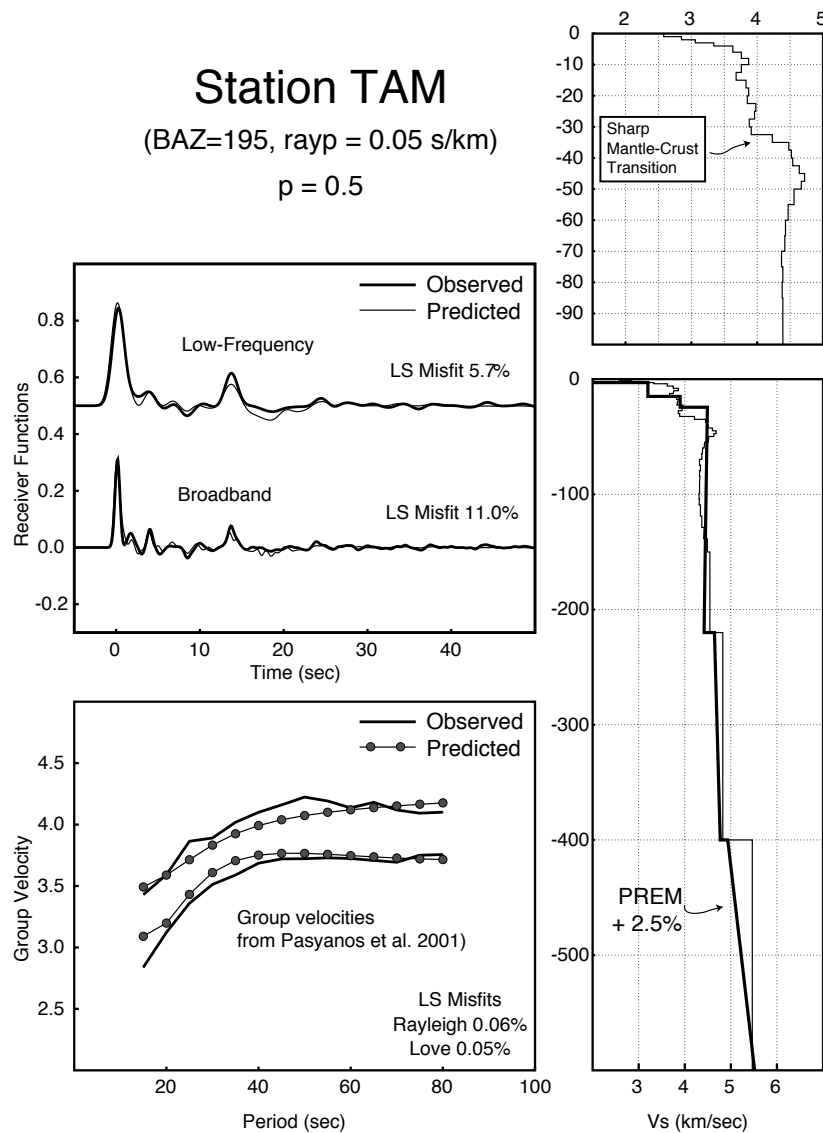 Station TAM
(BAZ=195, rayp = 0.05 s/km)
p = 0.5
Observed
Predicted
Low-Frequency
LS Misfit 5.7%
Broadband
LS Misfit 11.0%
Receiver Functions
0.8
0.6
0.4
0.2
0.0
-0.2
0 10 20 30 40
Time (sec)
Observed
Predicted
Group velocities
from Pasyanos et al. 2001)
LS Misfits
Rayleigh 0.06%
Love 0.05%
Group Velocity
4.5
4.0
3.5
3.0
2.5
20 40 60 80 100
Period (sec)
2 3 4 5
0
-10
-20
-30
-40
-50
-60
-70
-80
-90
Sharp
Mantle-Crust
Transition
0
-100
-200
-300
-400
-500
PREM
+ 2.5%
3 4 5 6
Vs (km/sec)